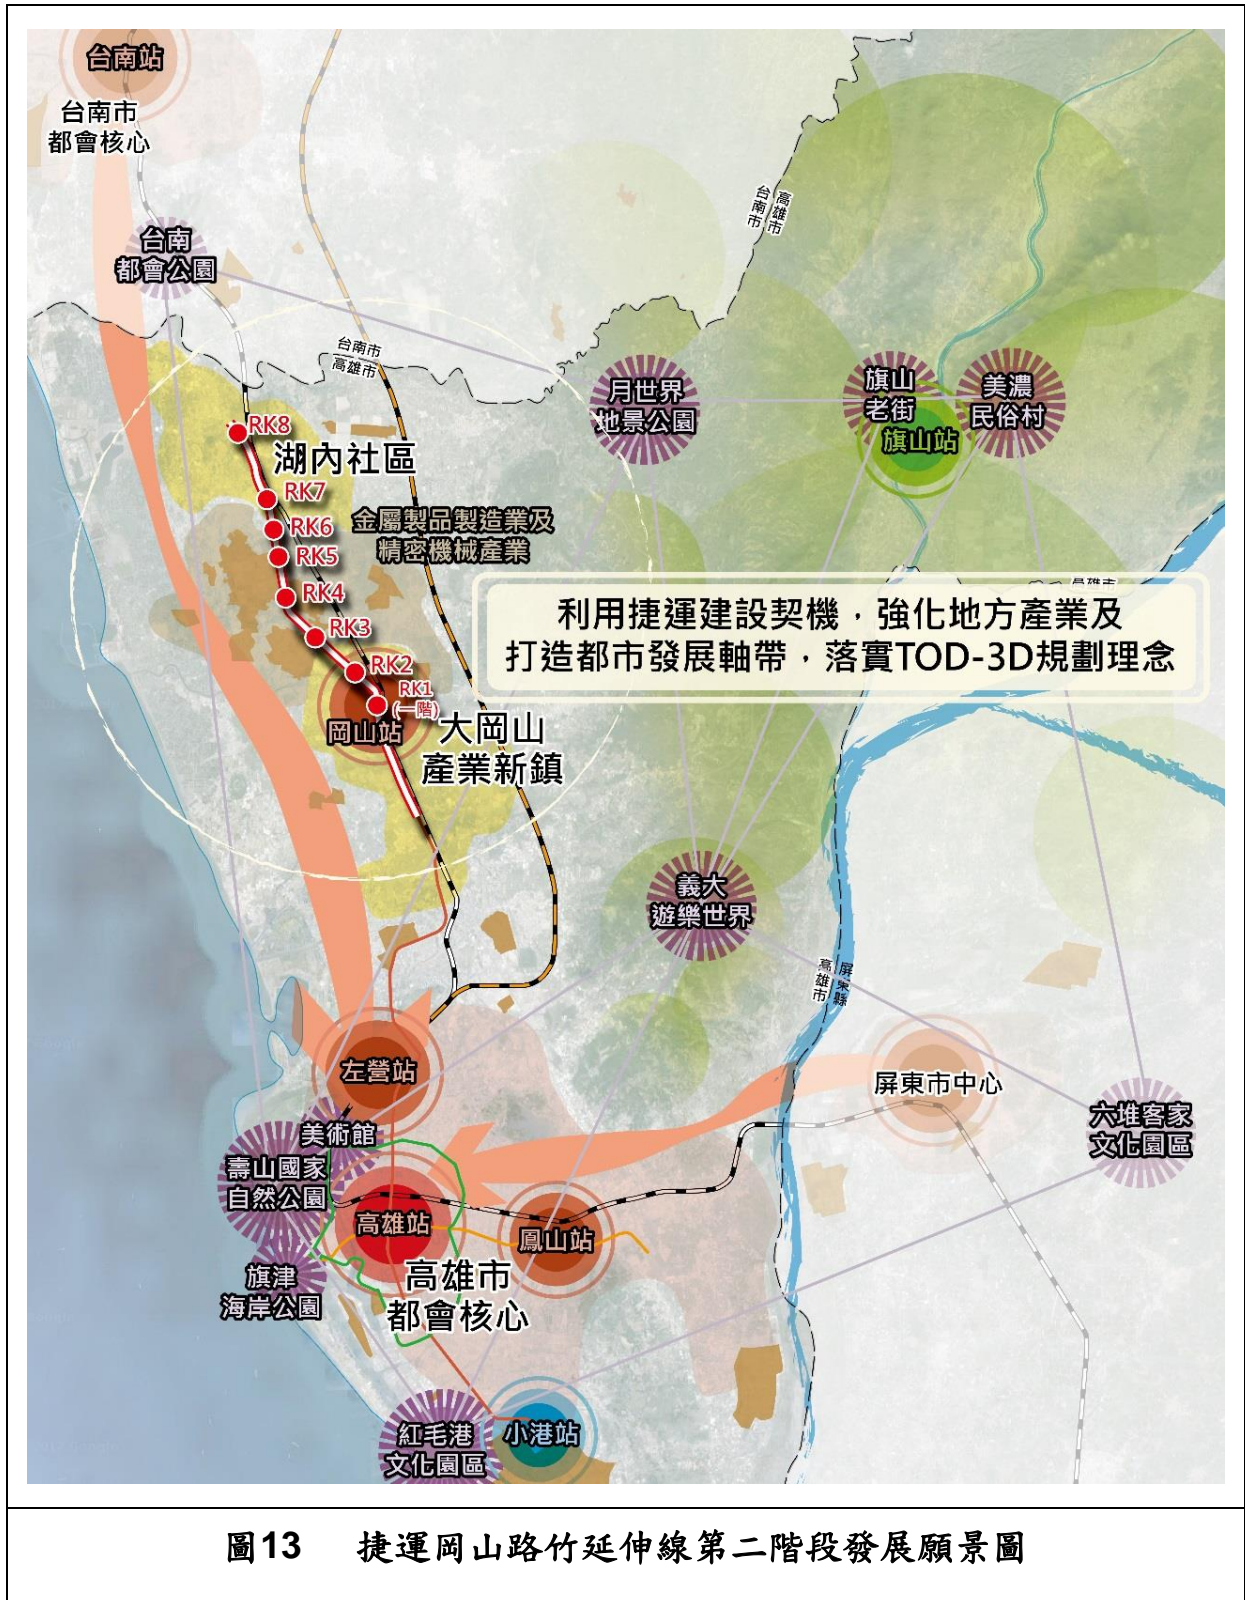 台南站
台南市
都會核心
台南
都會公園
高雄市
台南市
台南市
高雄市
月世界
地景公園
旗山
老街
旗山站
美濃
民俗村
RK8
湖內社區
RK7
RK6
RK5
金屬製品製造業及
精密機械產業
RK4
RK3
RK2
RK1
(一階)
岡山站
大岡山
產業新鎮
高雄市
利用捷運建設契機，強化地方產業及
打造都市發展軸帶，落實TOD-3D規劃理念
義大
遊樂世界
屏東縣
高雄市
左營站
屏東市中心
六堆客家
文化園區
美術館
壽山國家
自然公園
高雄站
鳳山站
旗津
海岸公園
高雄市
都會核心
紅毛港
文化園區
小港站
圖13 捷運岡山路竹延伸線第二階段發展願景圖